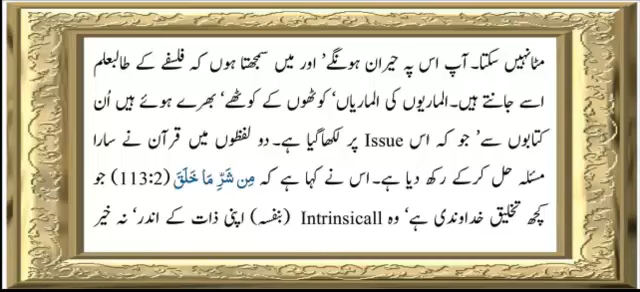 مٹا نہیں سکتا۔ آپ اس پہ حیران ہونگے’ اور میں سمجھتا ہوں کہ فلسفے کے طالبعلم
اسے جانتے ہیں۔ الماریوں کی الماریاں‘ کوٹھوں کے کوٹھے‘ بھرے ہوئے ہیں اُن
کتابوں سے’ جو کہ اس Issue پر لکھا گیا ہے۔ دو لفظوں میں قرآن نے سارا
مسئلہ حل کرکے رکھ دیا ہے۔ اس نے کہا ہے کہ مِن شَرِّ مَا خَلَقَ (113:2) جو
کچھ تخلیق خداوندی ہے‘ وہ Intrinsicall (بنفسہ) اپنی ذات کے اندر‘ نہ خیر